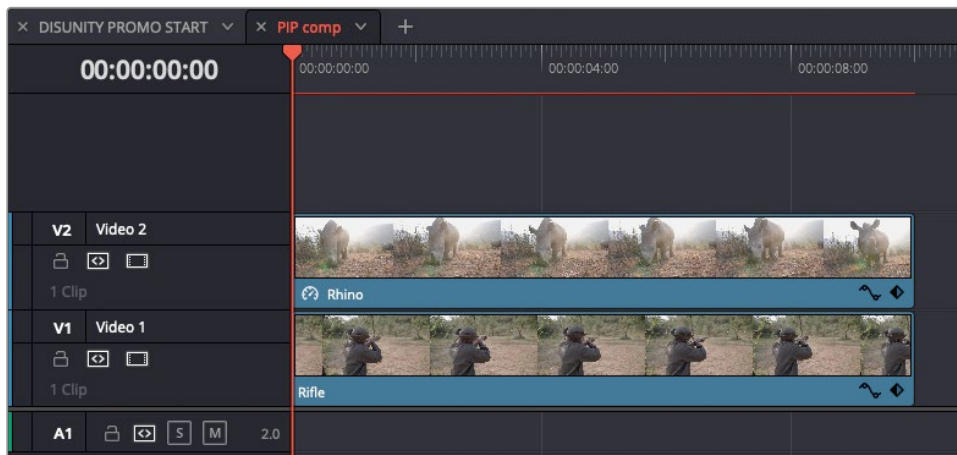 × DISUNITY PROMO START × PIP comp +
00:00:00:00
00:00:00:00 00:00:04:00 00:00:08:00
V2 Video 2
1 Clip
Rhino
V1 Video 1
1 Clip
Rifle
A1 S M 2.0